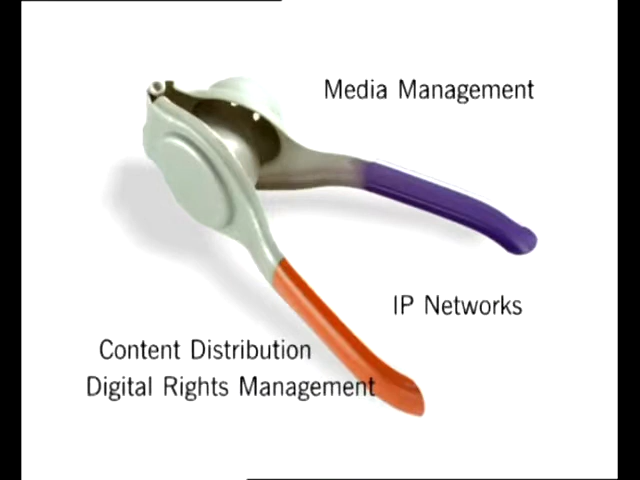 Media Management
IP Networks
Content Distribution
Digital Rights Management